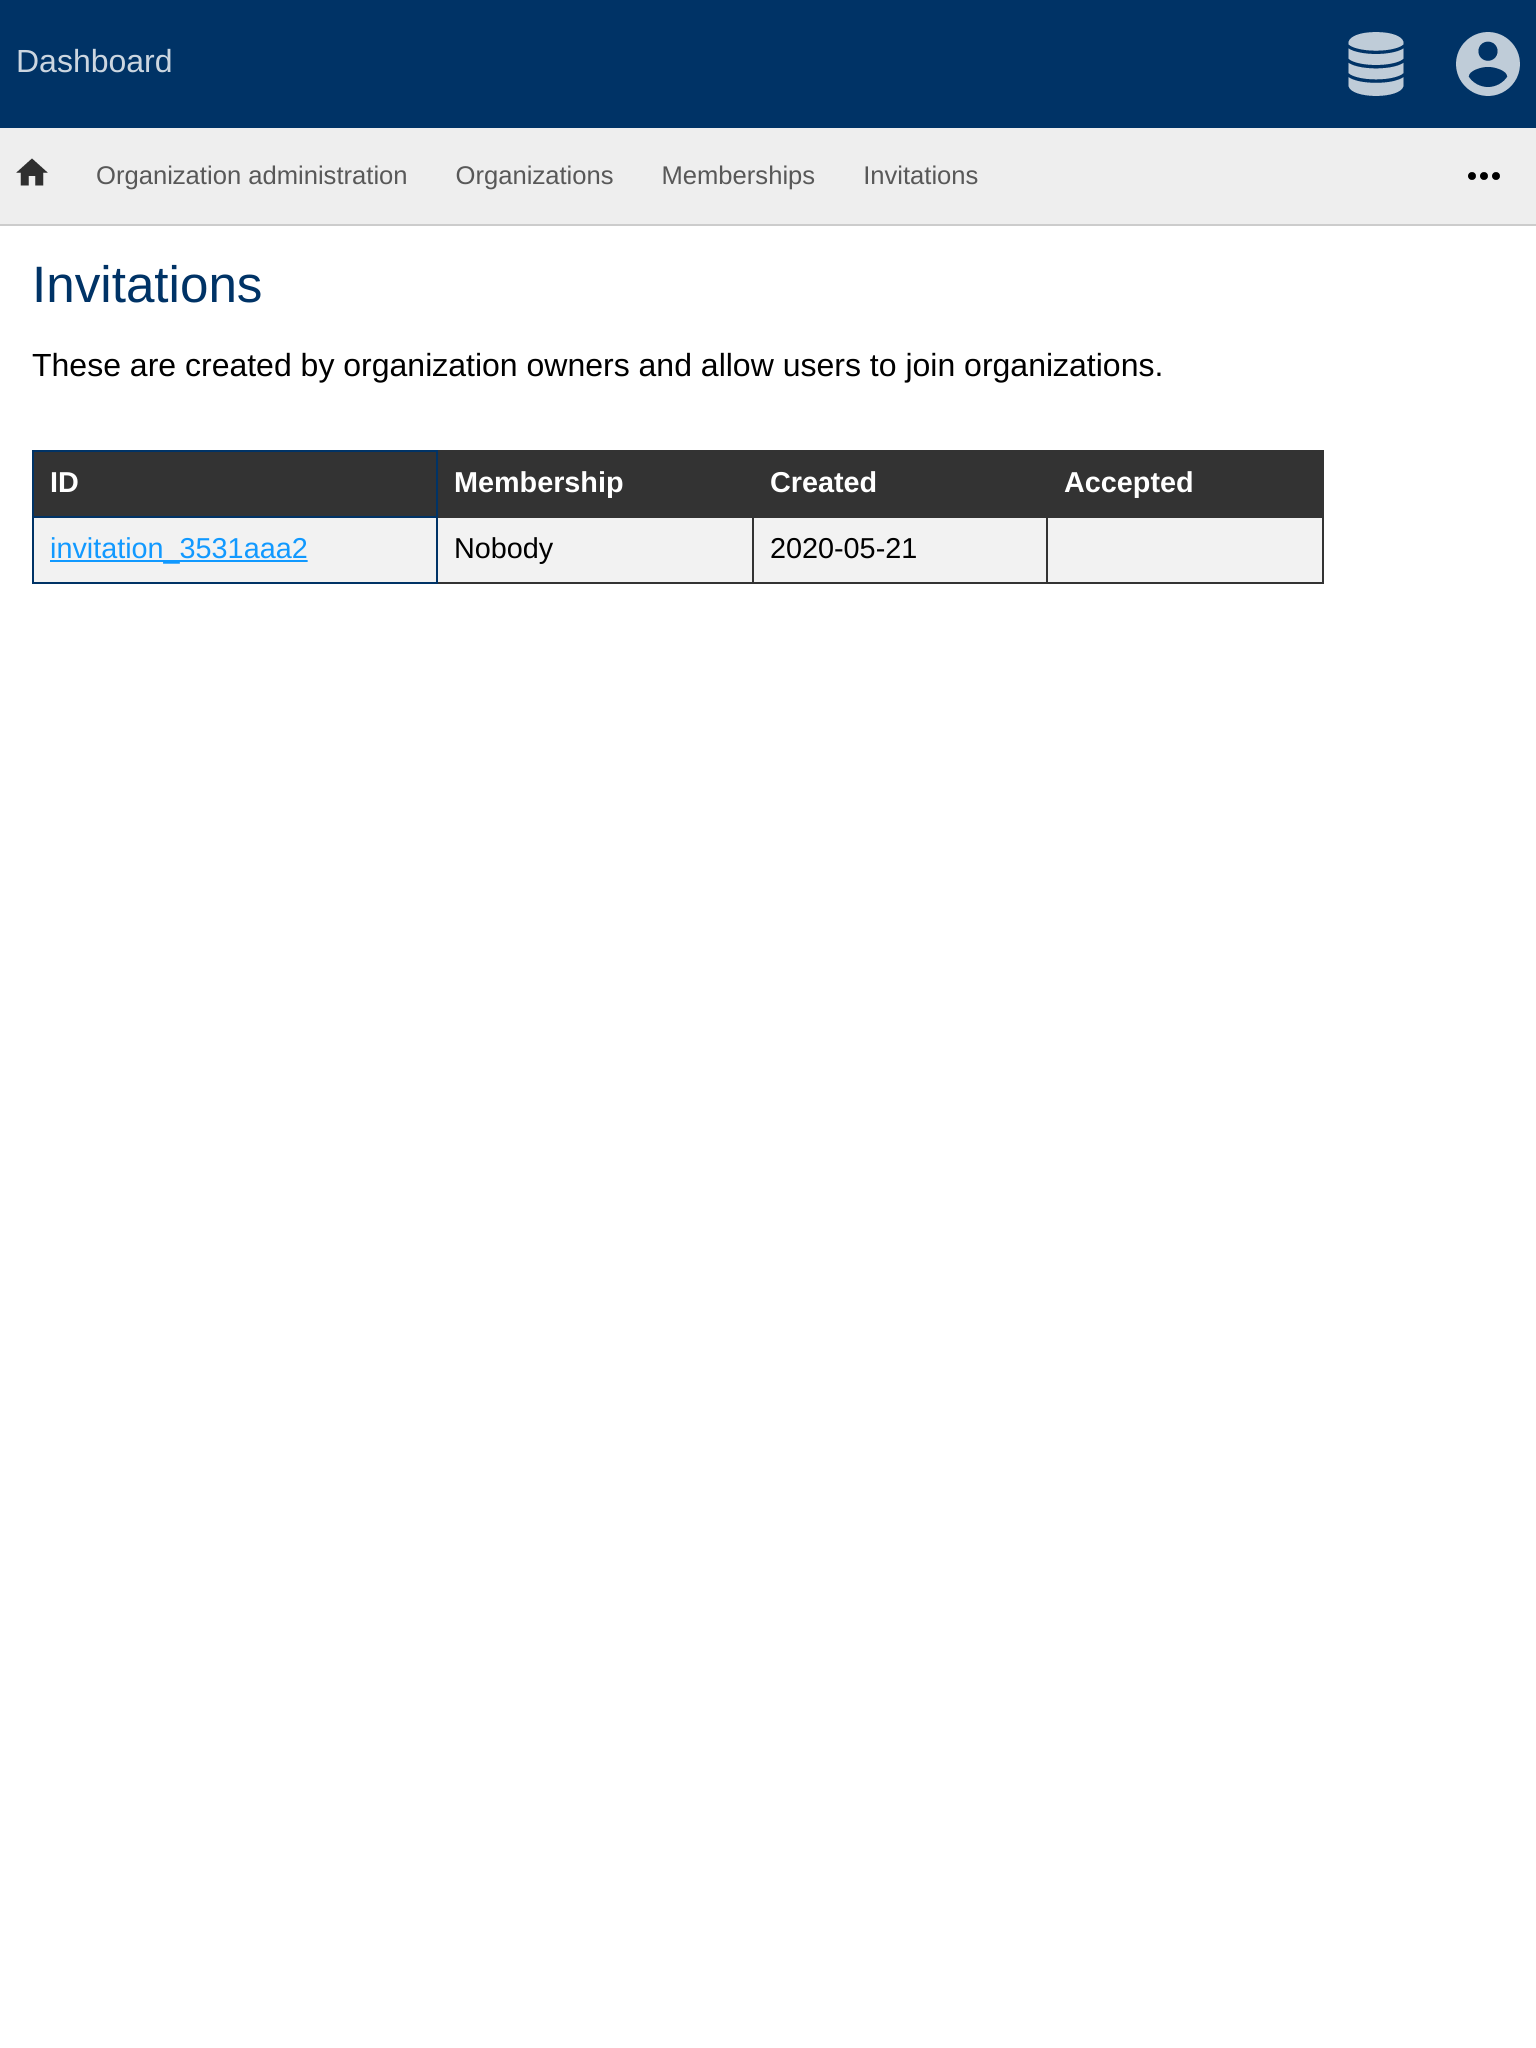 Dashboard
Organization administration Organizations Memberships Invitations
Invitations
These are created by organization owners and allow users to join organizations.
ID Membership Created Accepted
invitation_3531aaa2 Nobody 2020-05-21